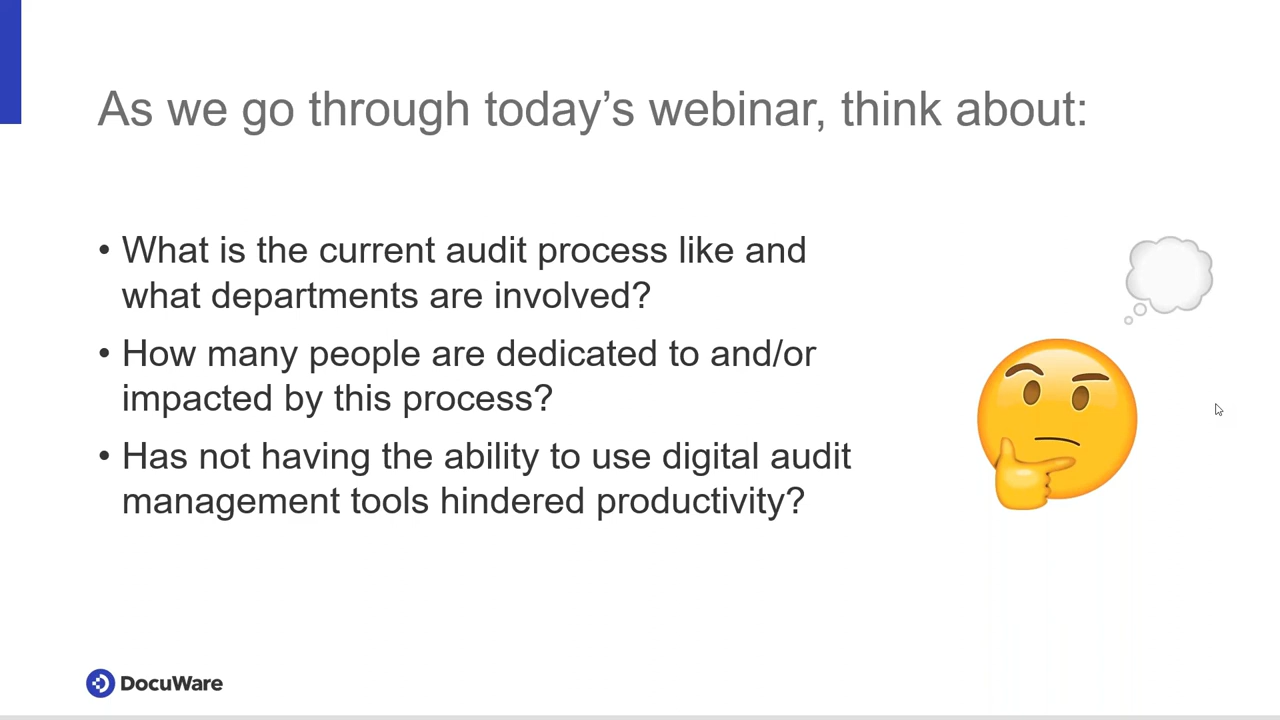 As we go through today’s webinar, think about:
• What is the current audit process like and
what departments are involved?
• How many people are dedicated to and/or
impacted by this process?
• Has not having the ability to use digital audit
management tools hindered productivity?
DocuWare